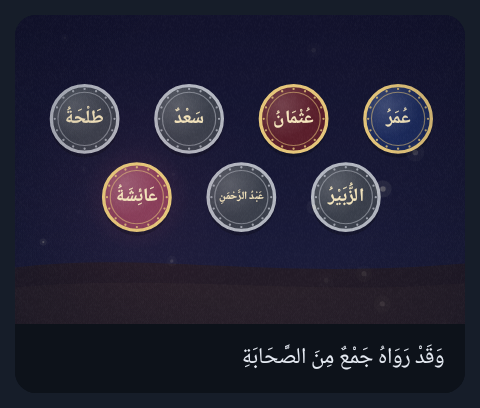 عُمَرُ
عُثْمَانُ
سَعْدٌ
طَلْحَةُ
الزُّبَيْرُ
عَبْدُ الرَّحْمَنِ
عَائِشَةُ
وَقَدْ رَوَاهُ جَمْعٌ مِنَ الصَّحَابَةِ